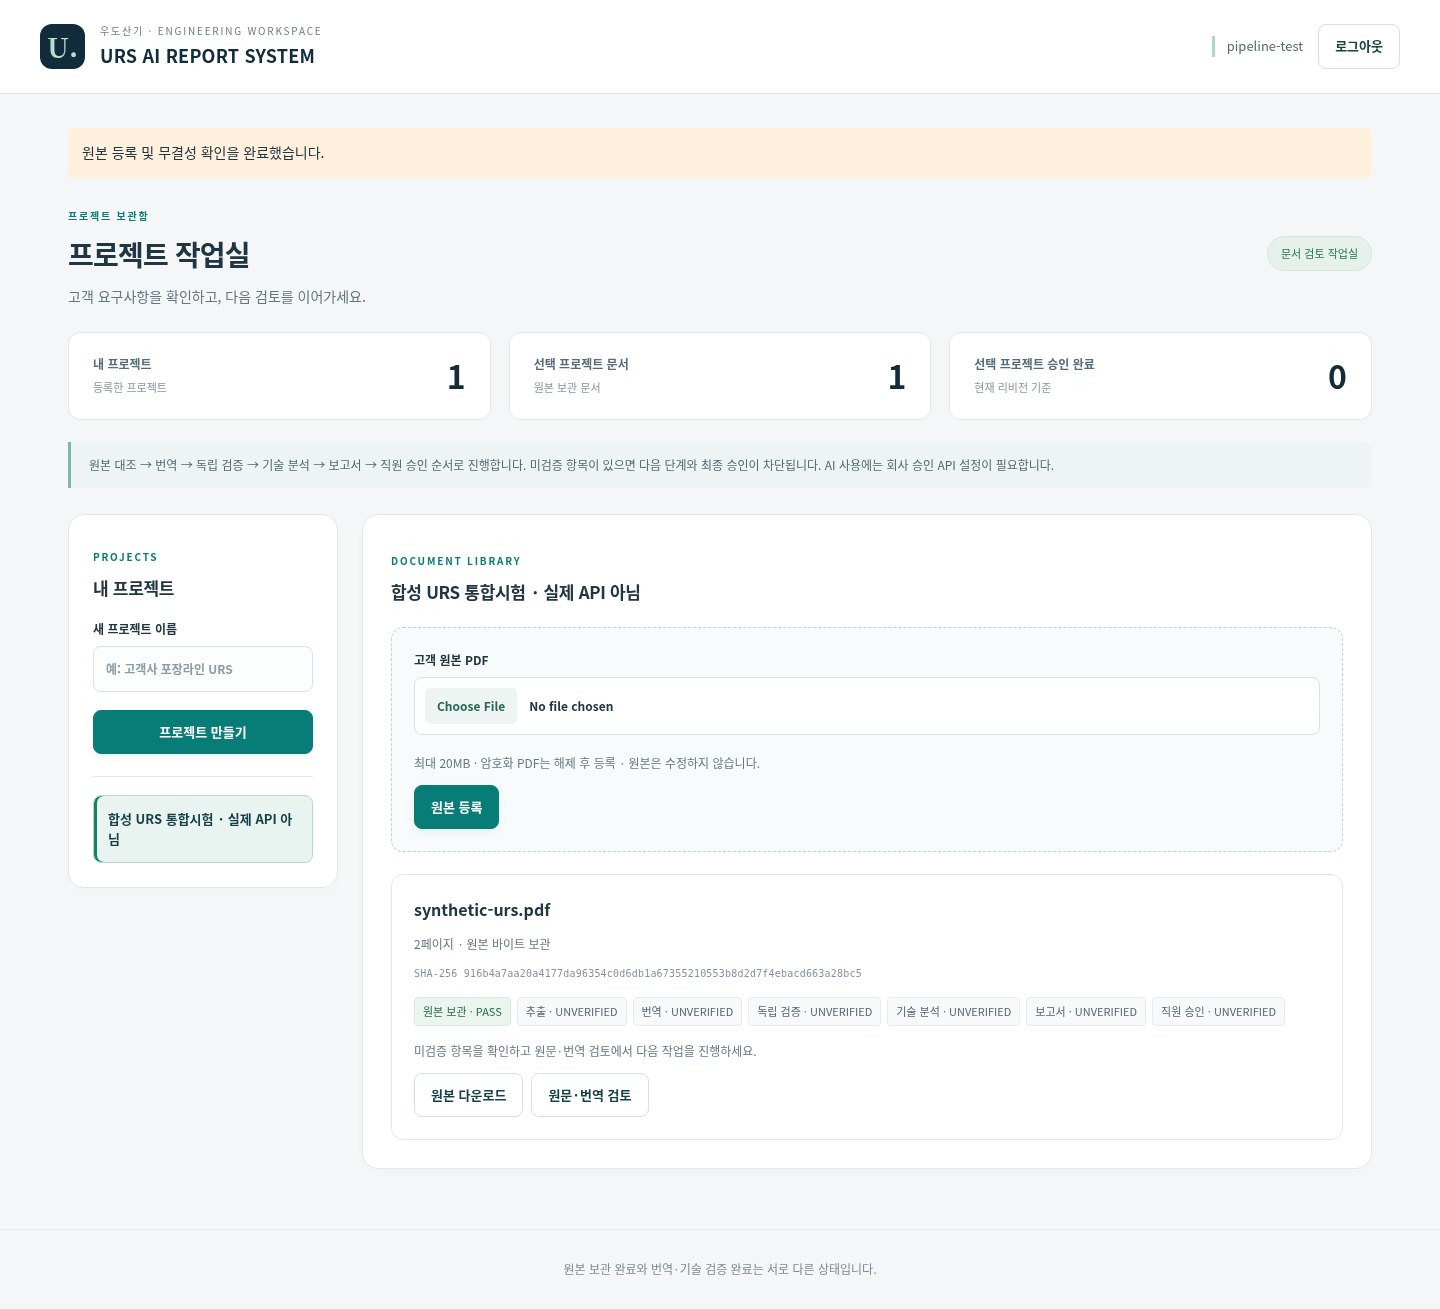 U.
우도산기 · ENGINEERING WORKSPACE
URS AI REPORT SYSTEM
pipeline-test
로그아웃
원본 등록 및 무결성 확인을 완료했습니다.
프로젝트 보관함
프로젝트 작업실
문서 검토 작업실
고객 요구사항을 확인하고, 다음 검토를 이어가세요.
내 프로젝트
등록한 프로젝트
1
선택 프로젝트 문서
원본 보관 문서
1
선택 프로젝트 승인 완료
현재 리비전 기준
0
원본 대조 → 번역 → 독립 검증 → 기술 분석 → 보고서 → 직원 승인 순서로 진행합니다. 미검증 항목이 있으면 다음 단계와 최종 승인이 차단됩니다. AI 사용에는 회사 승인 API 설정이 필요합니다.
PROJECTS
내 프로젝트
새 프로젝트 이름
예: 고객사 포장라인 URS
프로젝트 만들기
합성 URS 통합시험 · 실제 API 아
님
DOCUMENT LIBRARY
합성 URS 통합시험 · 실제 API 아님
고객 원본 PDF
Choose File No file chosen
최대 20MB · 암호화 PDF는 해제 후 등록 · 원본은 수정하지 않습니다.
원본 등록
synthetic-urs.pdf
2페이지 · 원본 바이트 보관
SHA-256 916b4a7aa20a4177da96354c0d6db1a67355210553b8d2d7f4ebacd663a28bc5
원본 보관 · PASS 추출 · UNVERIFIED 번역 · UNVERIFIED 독립 검증 · UNVERIFIED 기술 분석 · UNVERIFIED 보고서 · UNVERIFIED 직원 승인 · UNVERIFIED
미검증 항목을 확인하고 원문·번역 검토에서 다음 작업을 진행하세요.
원본 다운로드 원문·번역 검토
원본 보관 완료와 번역·기술 검증 완료는 서로 다른 상태입니다.